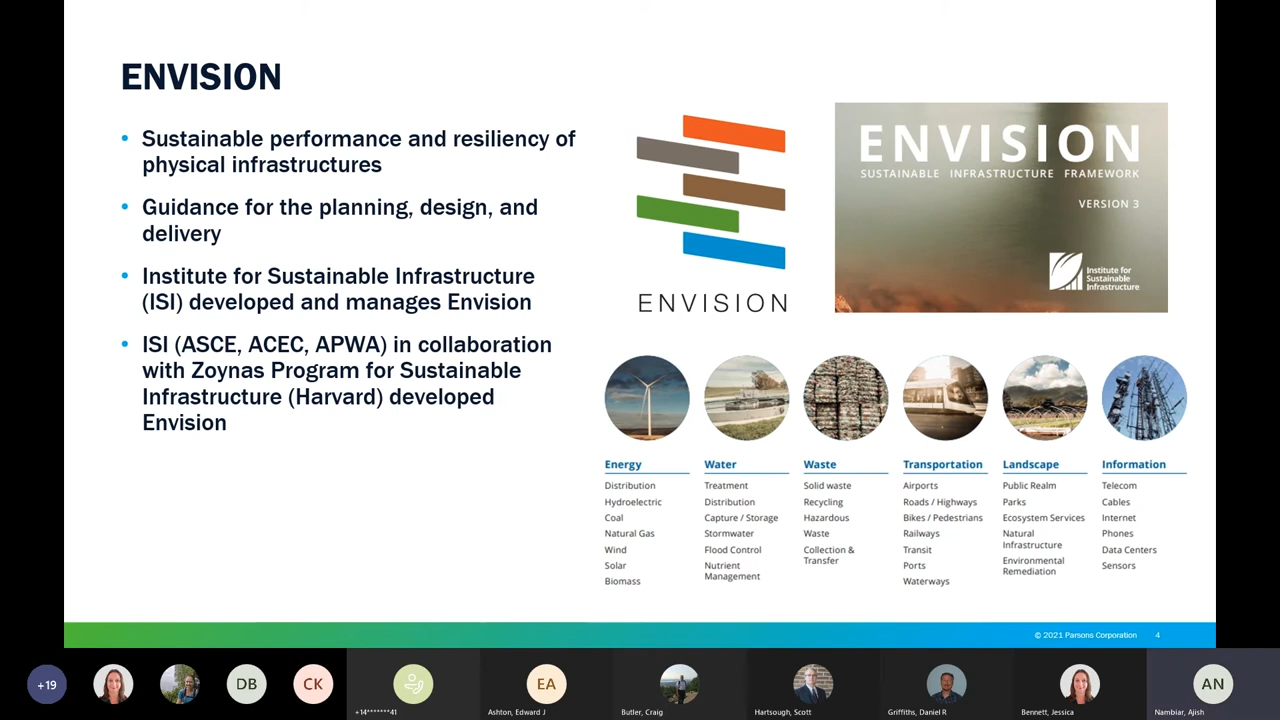 ENVISION
Sustainable performance and resiliency of
physical infrastructures
Guidance for the planning, design, and
delivery
Institute for Sustainable Infrastructure
(ISI) developed and manages Envision
ISI (ASCE, ACEC, APWA) in collaboration
with Zoynas Program for Sustainable
Infrastructure (Harvard) developed
Envision
ENVISION
ENVISION
SUSTAINABLE INFRASTRUCTURE FRAMEWORK
VERSION 3
Institute for
Sustainable
Infrastructure
Energy
Distribution
Hydroelectric
Coal
Natural Gas
Wind
Solar
Biomass
Water
Treatment
Distribution
Capture / Storage
Stormwater
Flood Control
Nutrient
Management
Waste
Solid waste
Recycling
Hazardous
Waste
Collection &
Transfer
Transportation
Airports
Roads / Highways
Bikes / Pedestrians
Railways
Transit
Ports
Waterways
Landscape
Public Realm
Parks
Ecosystem Services
Natural
Infrastructure
Environmental
Remediation
Information
Telecom
Cables
Internet
Phones
Data Centers
Sensors
© 2021 Parsons Corporation 4
+19
DB
CK
+14*******41
EA
Ashton, Edward J
Butler, Craig
Hartsough, Scott
Griffiths, Daniel R
Bennett, Jessica
AN
Nambiar, Ajish